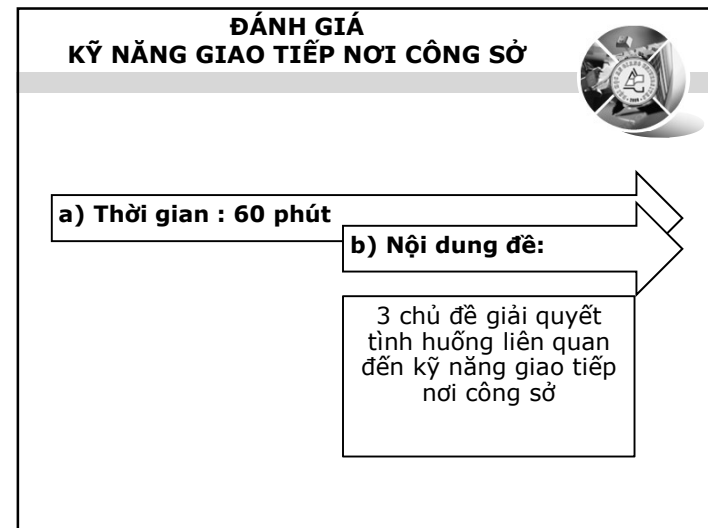 ĐÁNH GIÁ
KỸ NĂNG GIAO TIẾP NƠI CÔNG SỞ
a) Thời gian : 60 phút
b) Nội dung đề:
3 chủ đề giải quyết
tình huống liên quan
đến kỹ năng giao tiếp
nơi công sở